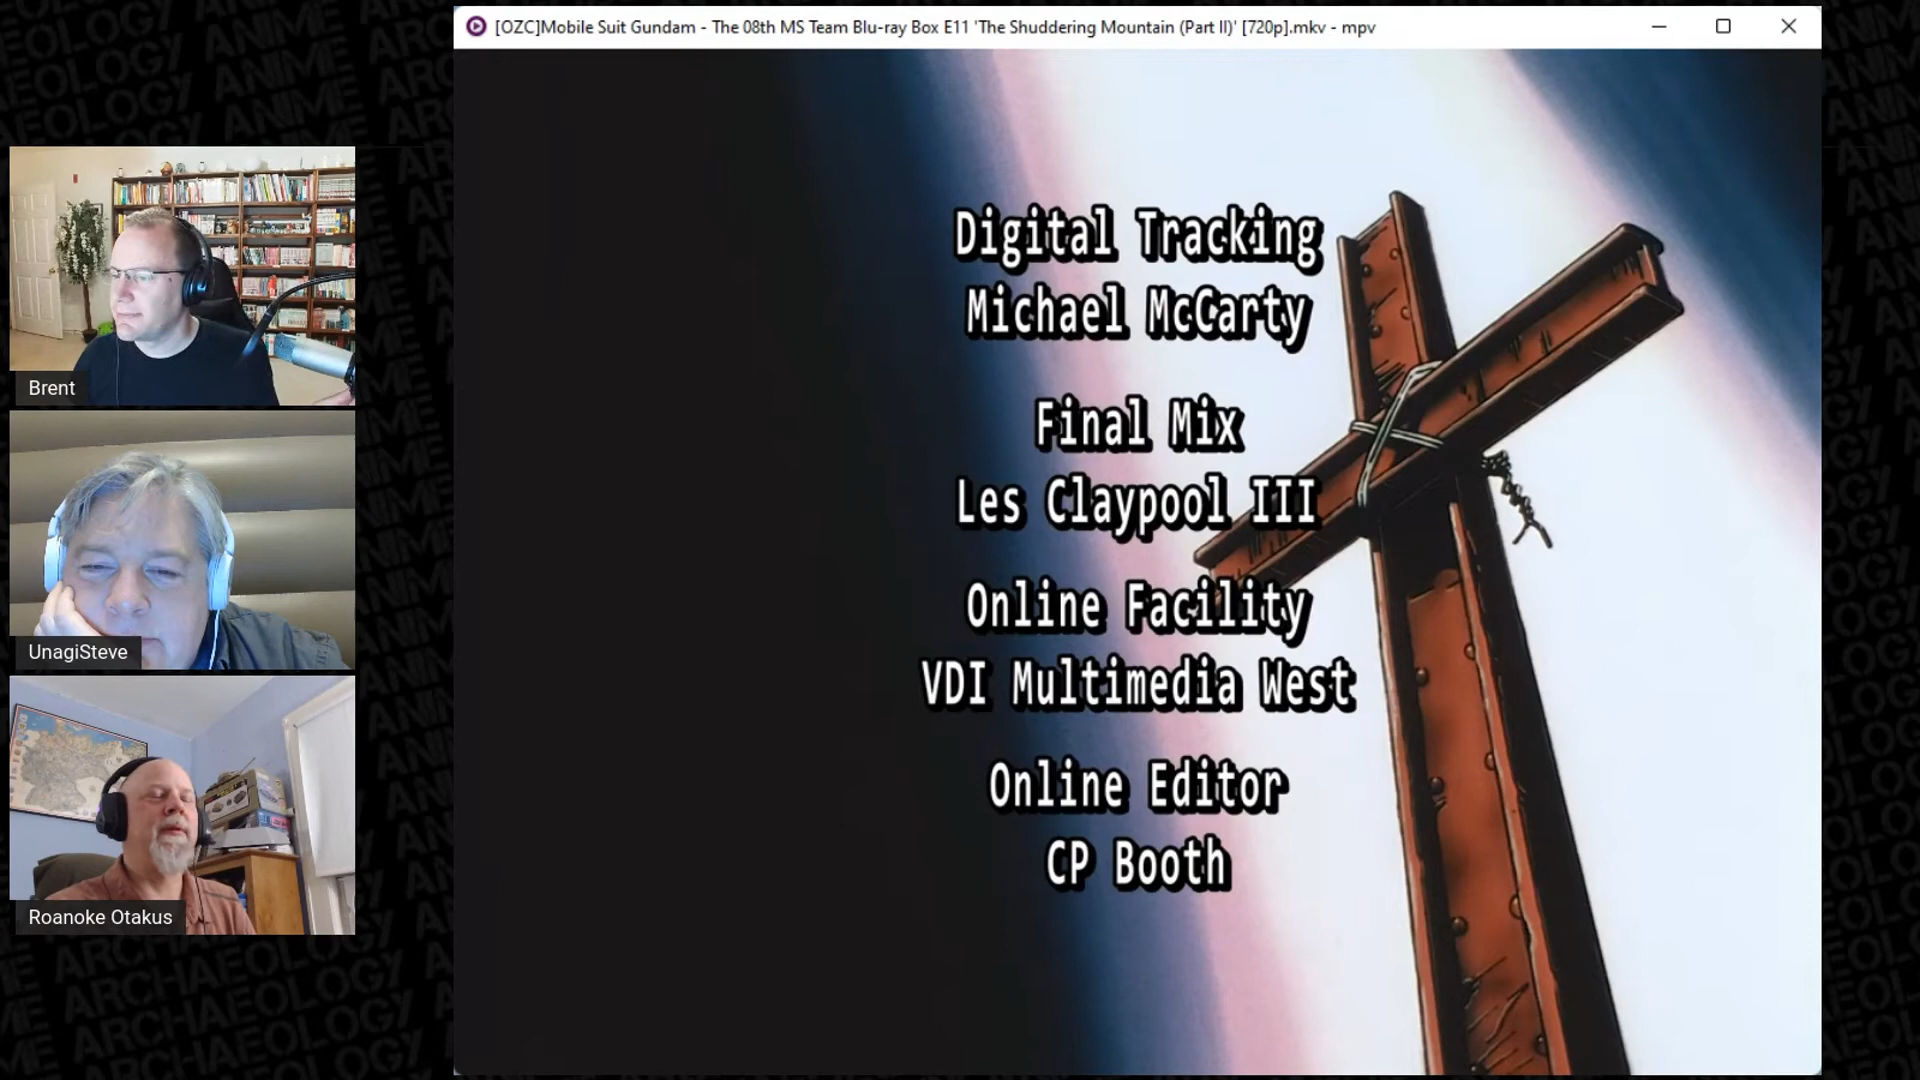 [OZC]Mobile Suit Gundam - The 08th MS Team Blu-ray Box E11 'The Shuddering Mountain (Part II)' [720p].mkv - mpv
Digital Tracking
Michael McCarty
Final Mix
Les Claypool III
Online Facility
VDI Multimedia West
Online Editor
CP Booth
Brent
UnagiSteve
Roanoke Otakus
ANIME
ARCHAEOLOGY